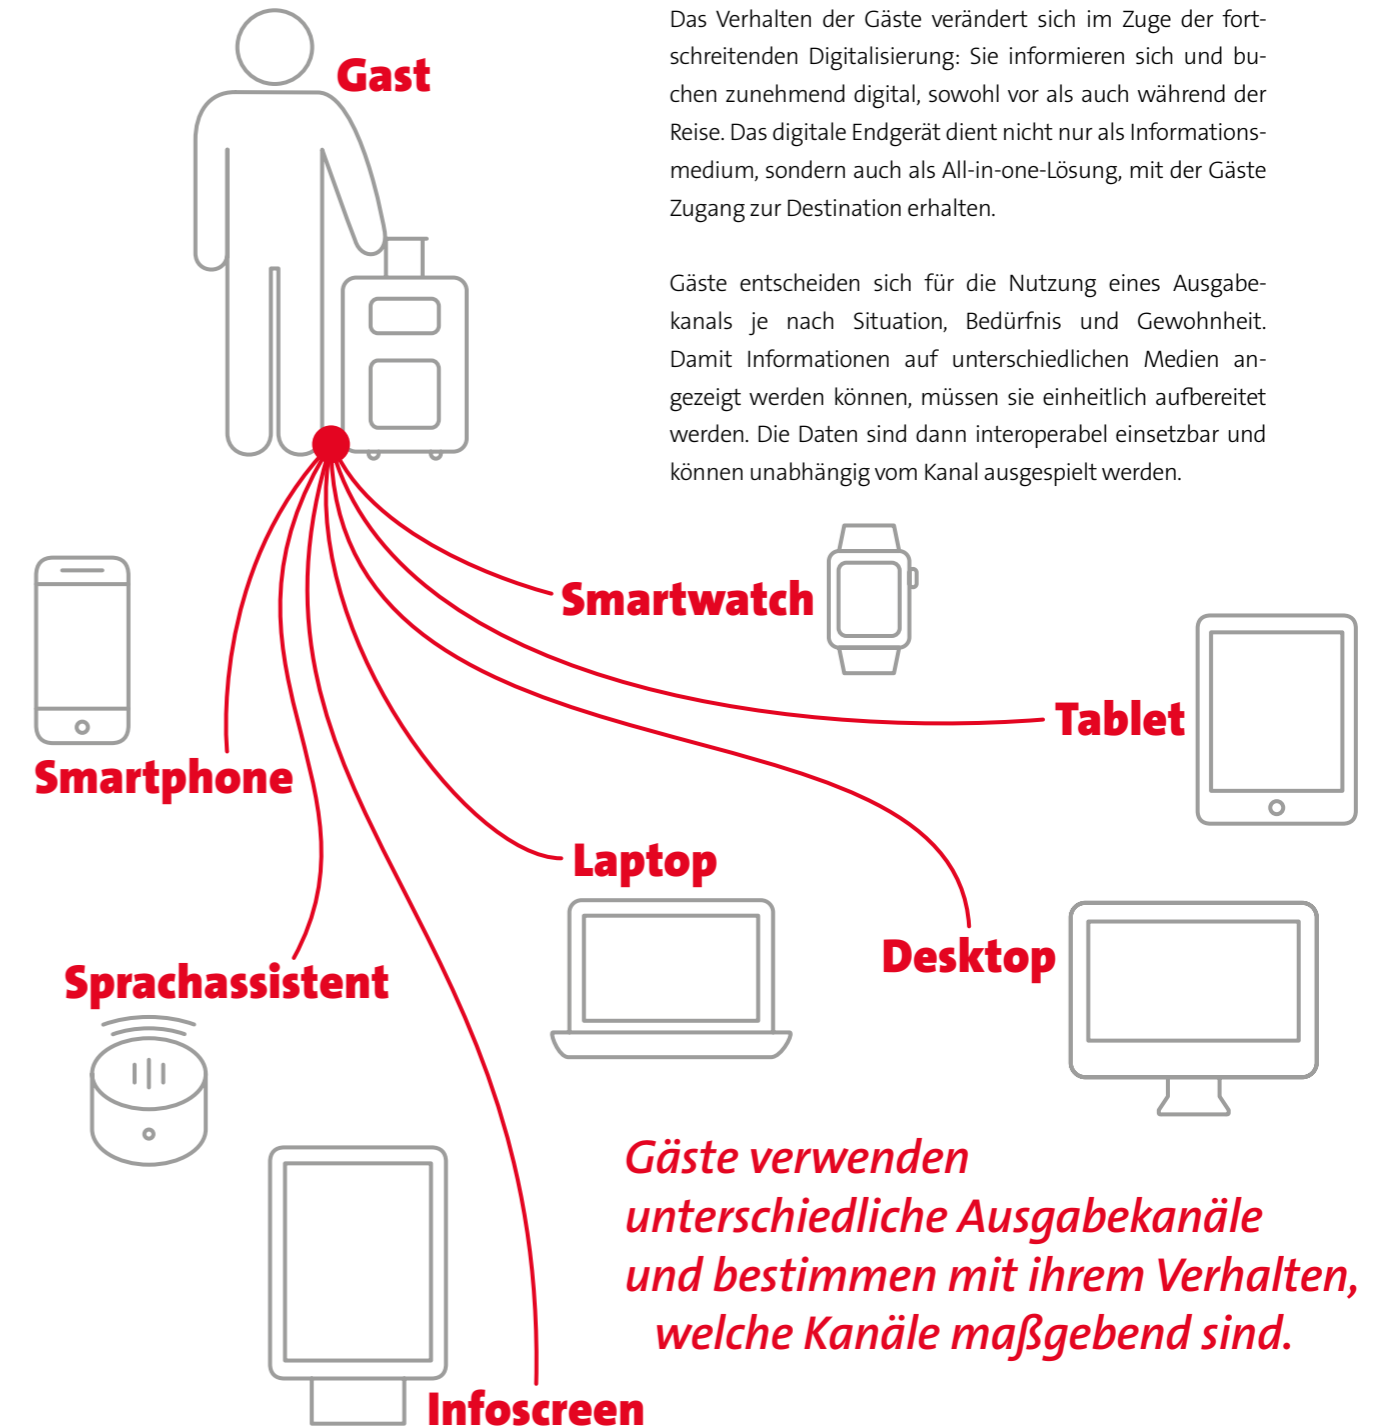 Gast
Das Verhalten der Gäste verändert sich im Zuge der fort-
schreitenden Digitalisierung: Sie informieren sich und bu-
chen zunehmend digital, sowohl vor als auch während der
Reise. Das digitale Endgerät dient nicht nur als Informations-
medium, sondern auch als All-in-one-Lösung, mit der Gäste
Zugang zur Destination erhalten.
Gäste entscheiden sich für die Nutzung eines Ausgabe-
kanals je nach Situation, Bedürfnis und Gewohnheit.
Damit Informationen auf unterschiedlichen Medien an-
gezeigt werden können, müssen sie einheitlich aufbereitet
werden. Die Daten sind dann interoperabel einsetzbar und
können unabhängig vom Kanal ausgespielt werden.
Smartwatch
Tablet
Smartphone
Laptop
Desktop
Sprachassistent
Gäste verwenden
unterschiedliche Ausgabekanäle
und bestimmen mit ihrem Verhalten,
welche Kanäle maßgebend sind.
Infoscreen